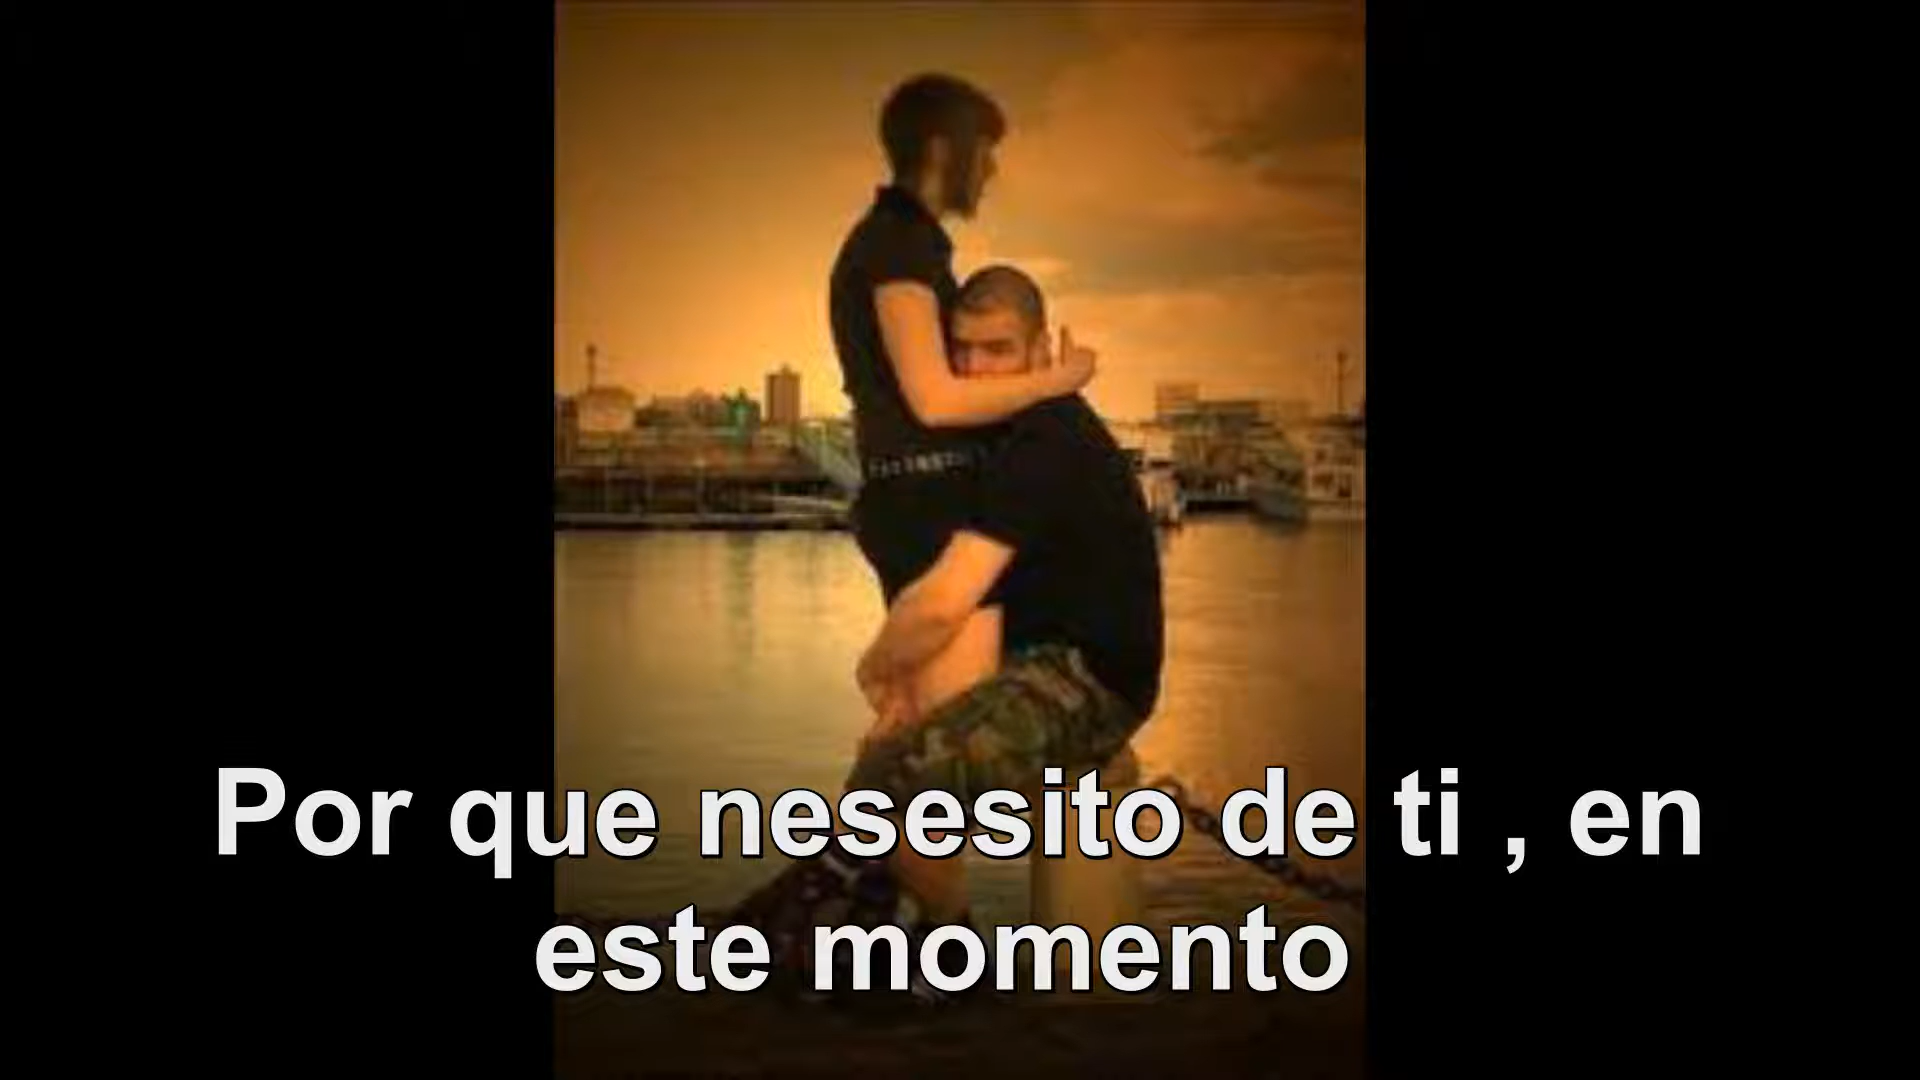 Por que nesesito de ti , en
este momento